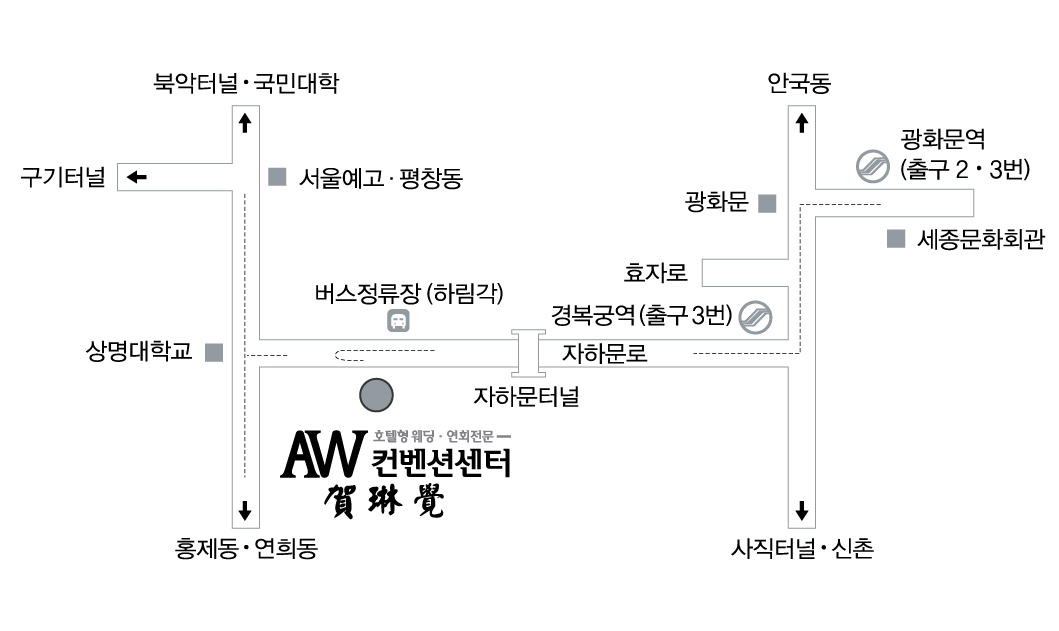 북악터널·국민대학
안국동
광화문역
(출구 2·3번)
구기터널
서울예고·평창동
광화문
세종문화회관
효자로
버스정류장 (하림각)
경복궁역 (출구 3번)
상명대학교
자하문로
자하문터널
AW 호텔형 웨딩·연회전문
컨벤션센터
賀琳覺
홍제동·연희동
사직터널·신촌